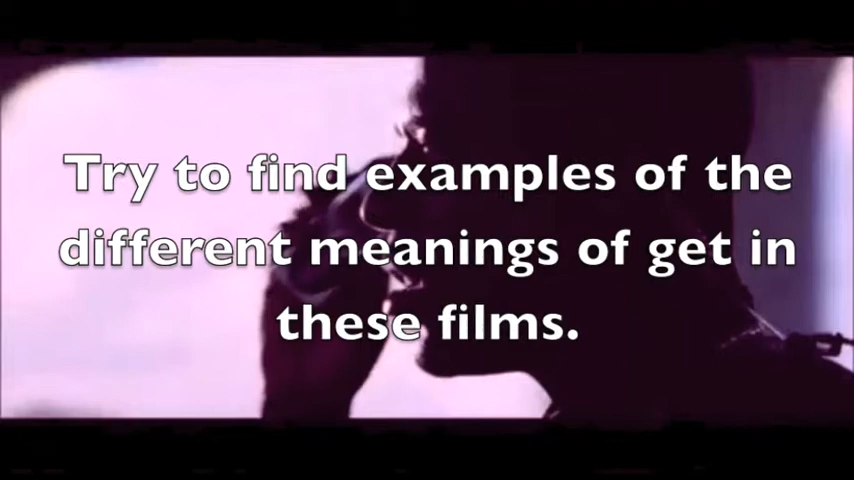 Try to find examples of the
different meanings of get in
these films.